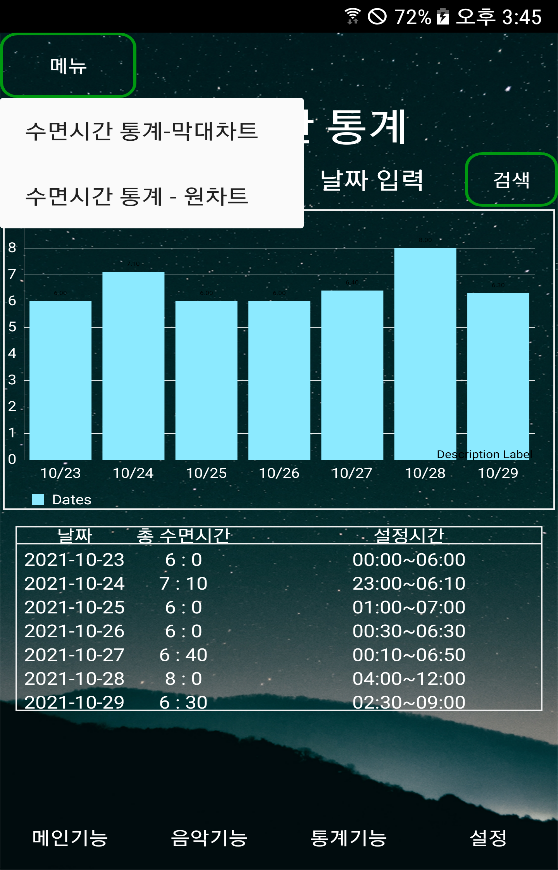 72% 오후 3:45
메뉴
수면시간 통계-막대차트
통계
수면시간 통계 - 원차트
날짜 입력
검색
8
7
6
5
4
3
2
1
0
Description Label
10/23 10/24 10/25 10/26 10/27 10/28 10/29
Dates
날짜 총 수면시간 설정시간
2021-10-23 6 : 0 00:00~06:00
2021-10-24 7 : 10 23:00~06:10
2021-10-25 6 : 0 01:00~07:00
2021-10-26 6 : 0 00:30~06:30
2021-10-27 6 : 40 00:10~06:50
2021-10-28 8 : 0 04:00~12:00
2021-10-29 6 : 30 02:30~09:00
메인기능 음악기능 통계기능 설정